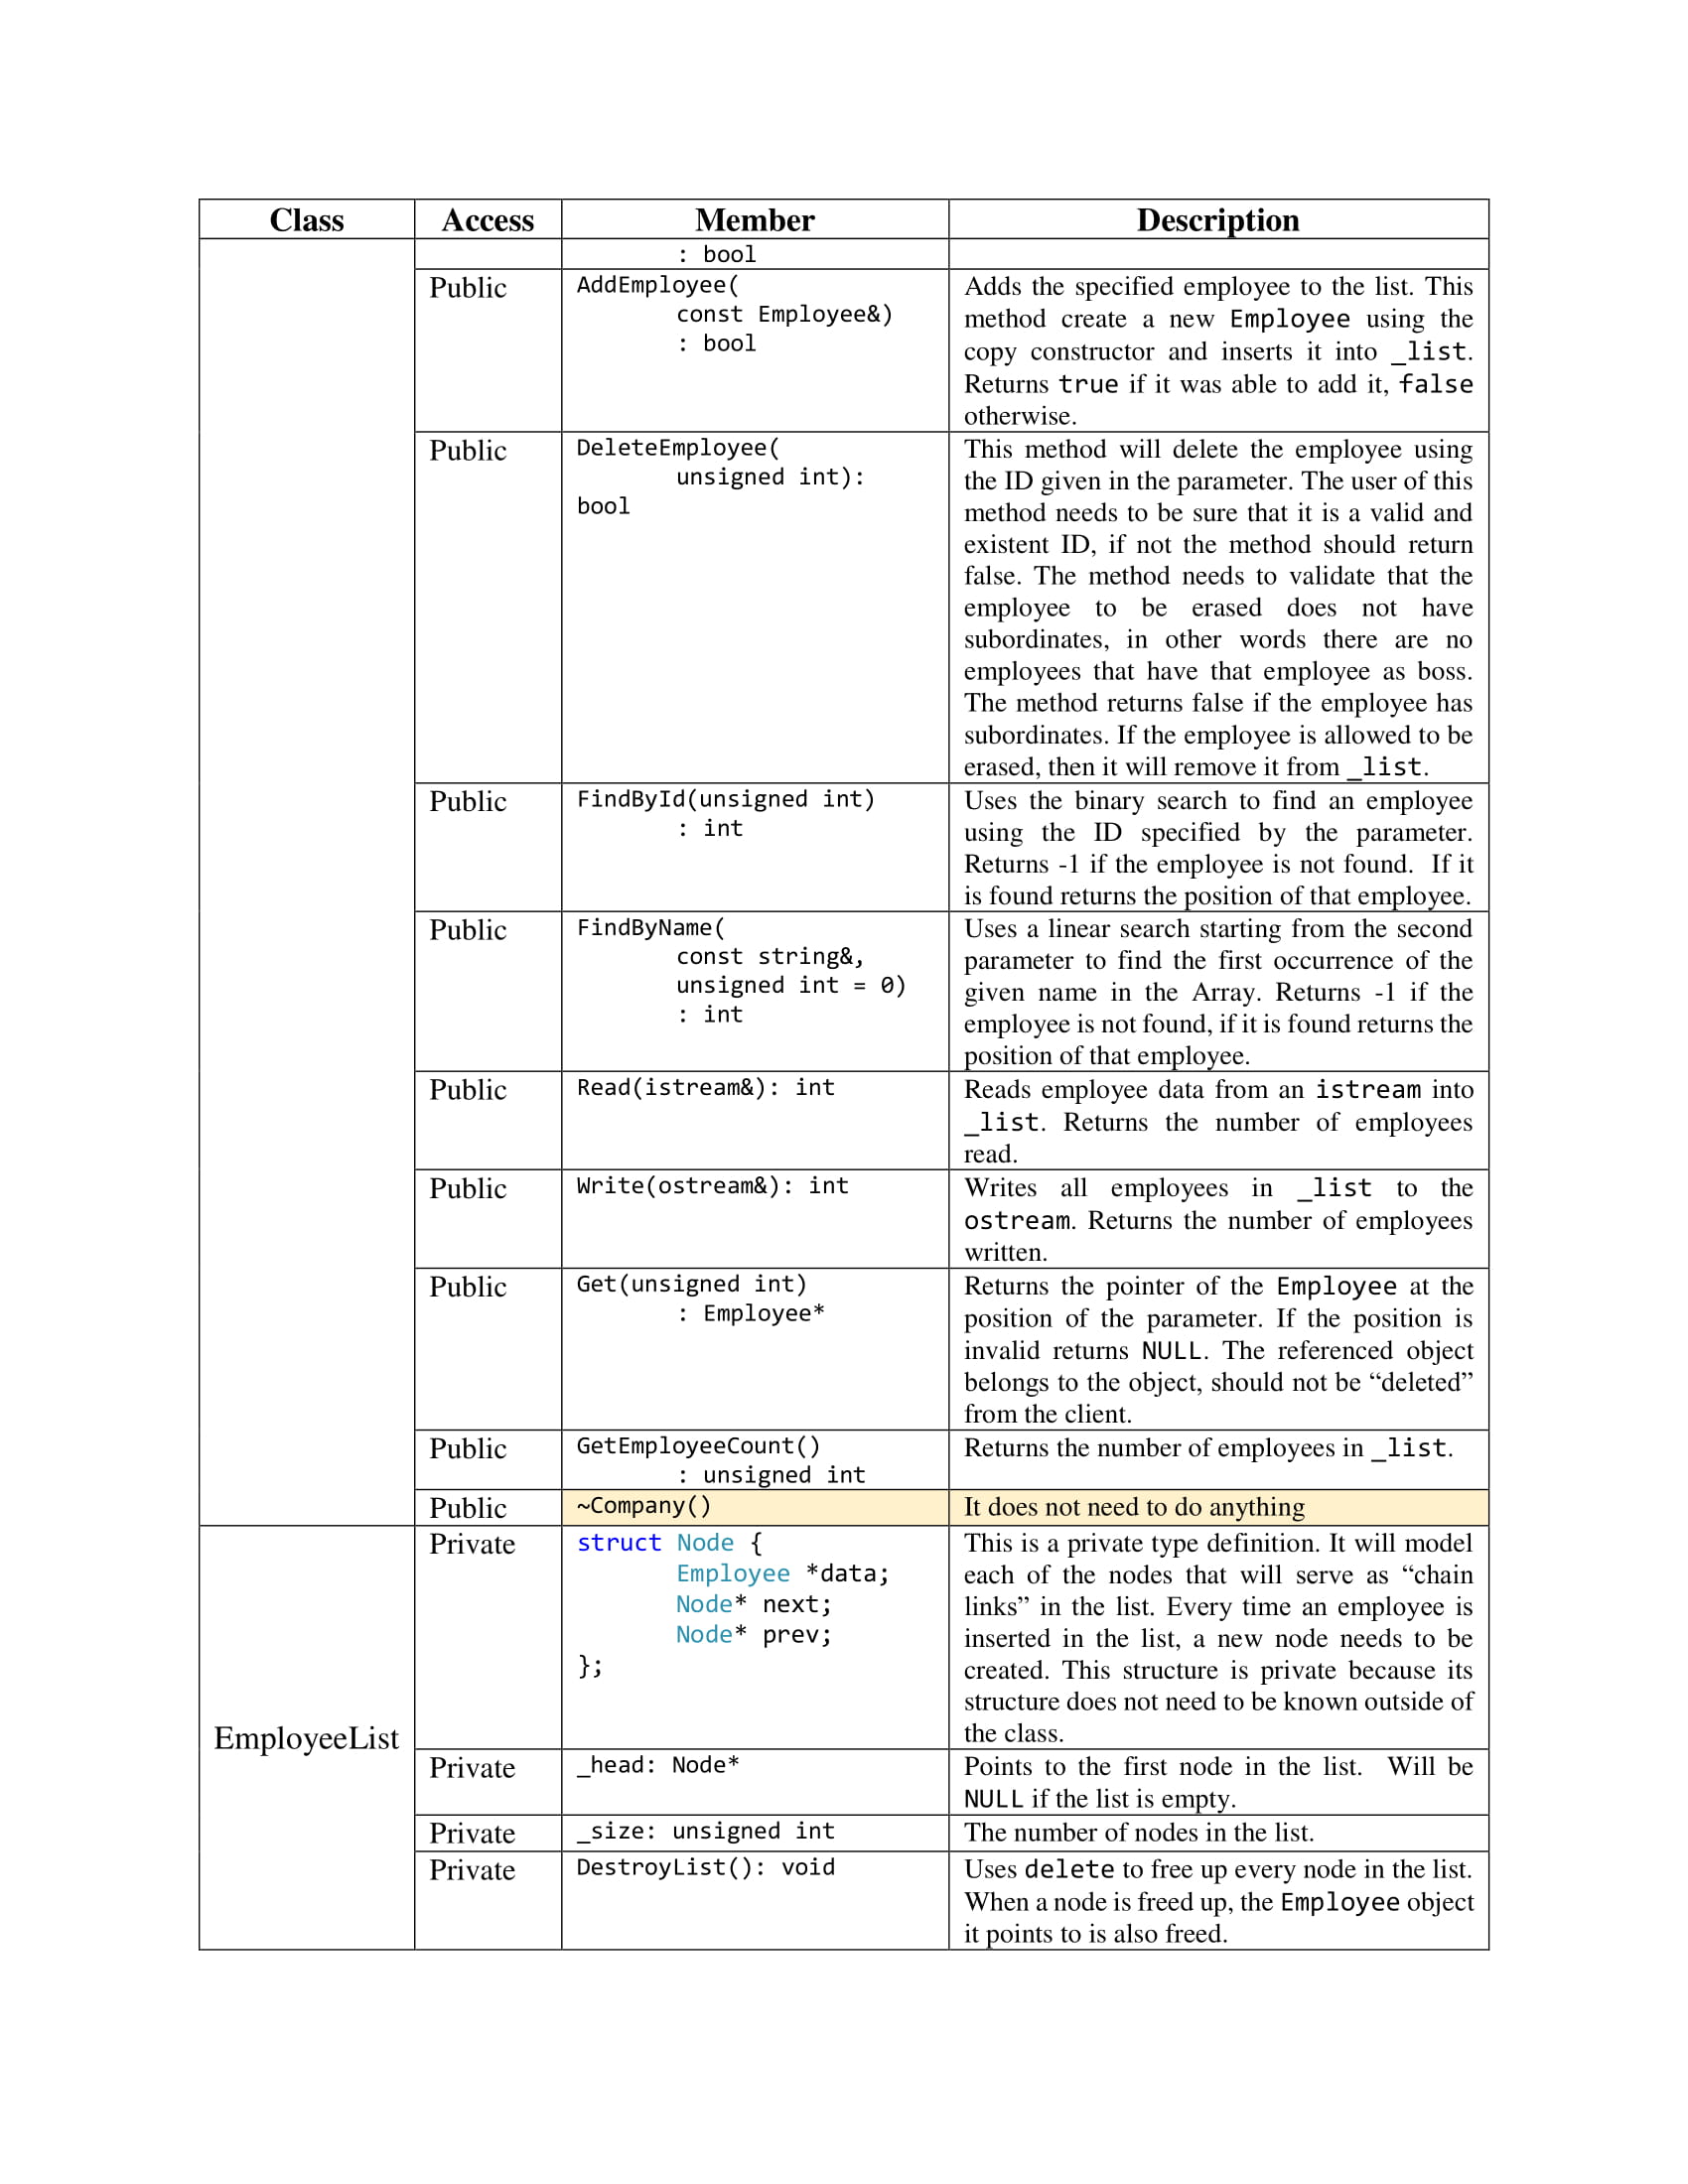 Class Access Member Description
: bool
Public AddEmployee( Adds the specified employee to the list. This
const Employee&) method create a new Employee using the
: bool copy constructor and inserts it into _list.
Returns true if it was able to add it, false
otherwise.
Public DeleteEmployee( This method will delete the employee using
unsigned int): the ID given in the parameter. The user of this
bool method needs to be sure that it is a valid and
existent ID, if not the method should return
false. The method needs to validate that the
employee to be erased does not have
subordinates, in other words there are no
employees that have that employee as boss.
The method returns false if the employee has
subordinates. If the employee is allowed to be
erased, then it will remove it from _list.
Public FindById(unsigned int) Uses the binary search to find an employee
: int using the ID specified by the parameter.
Returns -1 if the employee is not found.  If it
is found returns the position of that employee.
Public FindByName( Uses a linear search starting from the second
const string&, parameter to find the first occurrence of the
unsigned int = 0) given name in the Array. Returns -1 if the
: int employee is not found, if it is found returns the
position of that employee.
Public Read(istream&): int Reads employee data from an istream into
_list. Returns the number of employees
read.
Public Write(ostream&): int Writes all employees in _list to the
ostream. Returns the number of employees
written.
Public Get(unsigned int) Returns the pointer of the Employee at the
: Employee* position of the parameter. If the position is
invalid returns NULL. The referenced object
belongs to the object, should not be “deleted”
from the client.
Public GetEmployeeCount() Returns the number of employees in _list.
: unsigned int
Public ~Company() It does not need to do anything
EmployeeList
Private struct Node { This is a private type definition. It will model
Employee *data; each of the nodes that will serve as “chain
Node* next; links” in the list. Every time an employee is
Node* prev; inserted in the list, a new node needs to be
}; created. This structure is private because its
structure does not need to be known outside of
the class.
Private _head: Node* Points to the first node in the list.  Will be
NULL if the list is empty.
Private _size: unsigned int The number of nodes in the list.
Private DestroyList(): void Uses delete to free up every node in the list.
When a node is freed up, the Employee object
it points to is also freed.